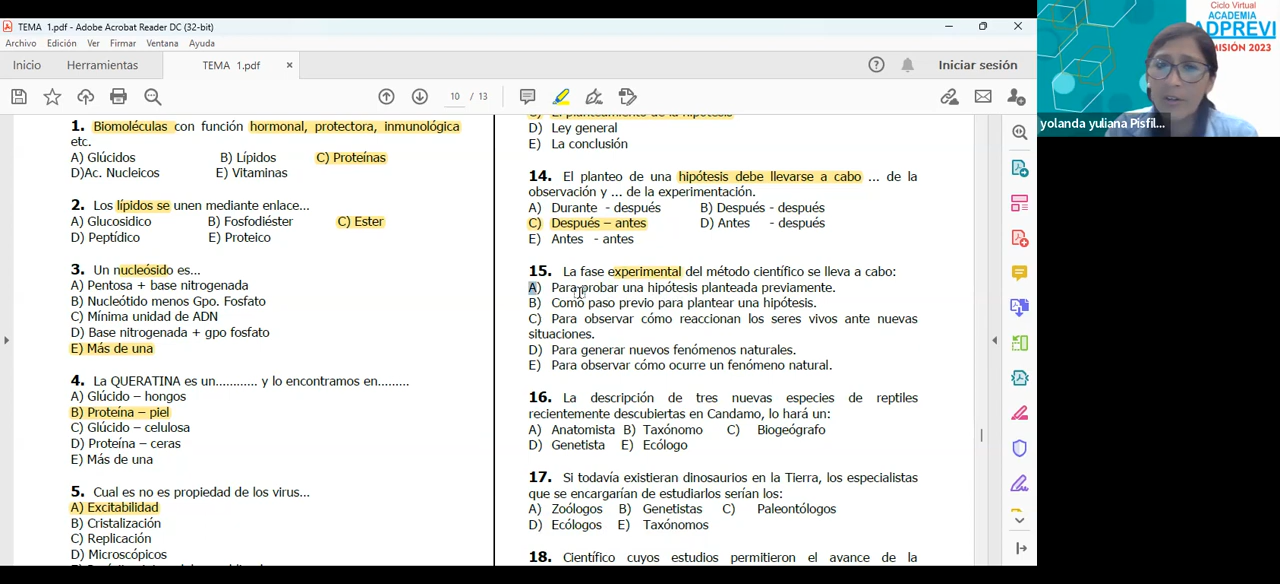 TEMA 1.pdf - Adobe Acrobat Reader DC (32-bit)
Archivo Edición Ver Firmar Ventana Ayuda
Inicio Herramientas TEMA 1.pdf × Iniciar sesión
10 / 13
1. Biomoléculas con función hormonal, protectora, inmunológica
etc.
A) Glúcidos B) Lípidos C) Proteínas
D)Ac. Nucleicos E) Vitaminas
2. Los lípidos se unen mediante enlace...
A) Glucosidico B) Fosfodiéster C) Ester
D) Peptídico E) Proteico
3. Un nucleósido es...
A) Pentosa + base nitrogenada
B) Nucleótido menos Gpo. Fosfato
C) Mínima unidad de ADN
D) Base nitrogenada + gpo fosfato
E) Más de una
4. La QUERATINA es un............ y lo encontramos en.........
A) Glúcido – hongos
B) Proteína – piel
C) Glúcido – celulosa
D) Proteína – ceras
E) Más de una
5. Cual es no es propiedad de los virus...
A) Excitabilidad
B) Cristalización
C) Replicación
D) Microscópicos
C) El planteamiento de la hipótesis
D) Ley general
E) La conclusión
14. El planteo de una hipótesis debe llevarse a cabo ... de la
observación y ... de la experimentación.
A) Durante - después B) Después - después
C) Después – antes D) Antes - después
E) Antes - antes
15. La fase experimental del método científico se lleva a cabo:
A) Para probar una hipótesis planteada previamente.
B) Como paso previo para plantear una hipótesis.
C) Para observar cómo reaccionan los seres vivos ante nuevas
situaciones.
D) Para generar nuevos fenómenos naturales.
E) Para observar cómo ocurre un fenómeno natural.
16. La descripción de tres nuevas especies de reptiles
recientemente descubiertas en Candamo, lo hará un:
A) Anatomista B) Taxónomo C) Biogeógrafo
D) Genetista E) Ecólogo
17. Si todavía existieran dinosaurios en la Tierra, los especialistas
que se encargarían de estudiarlos serían los:
A) Zoólogos B) Genetistas C) Paleontólogos
D) Ecólogos E) Taxónomos
18. Científico cuyos estudios permitieron el avance de la
Ciclo Virtual
ACADEMIA
ADPREVI
MISIÓN 2023
yolanda yuliana Pisfil...